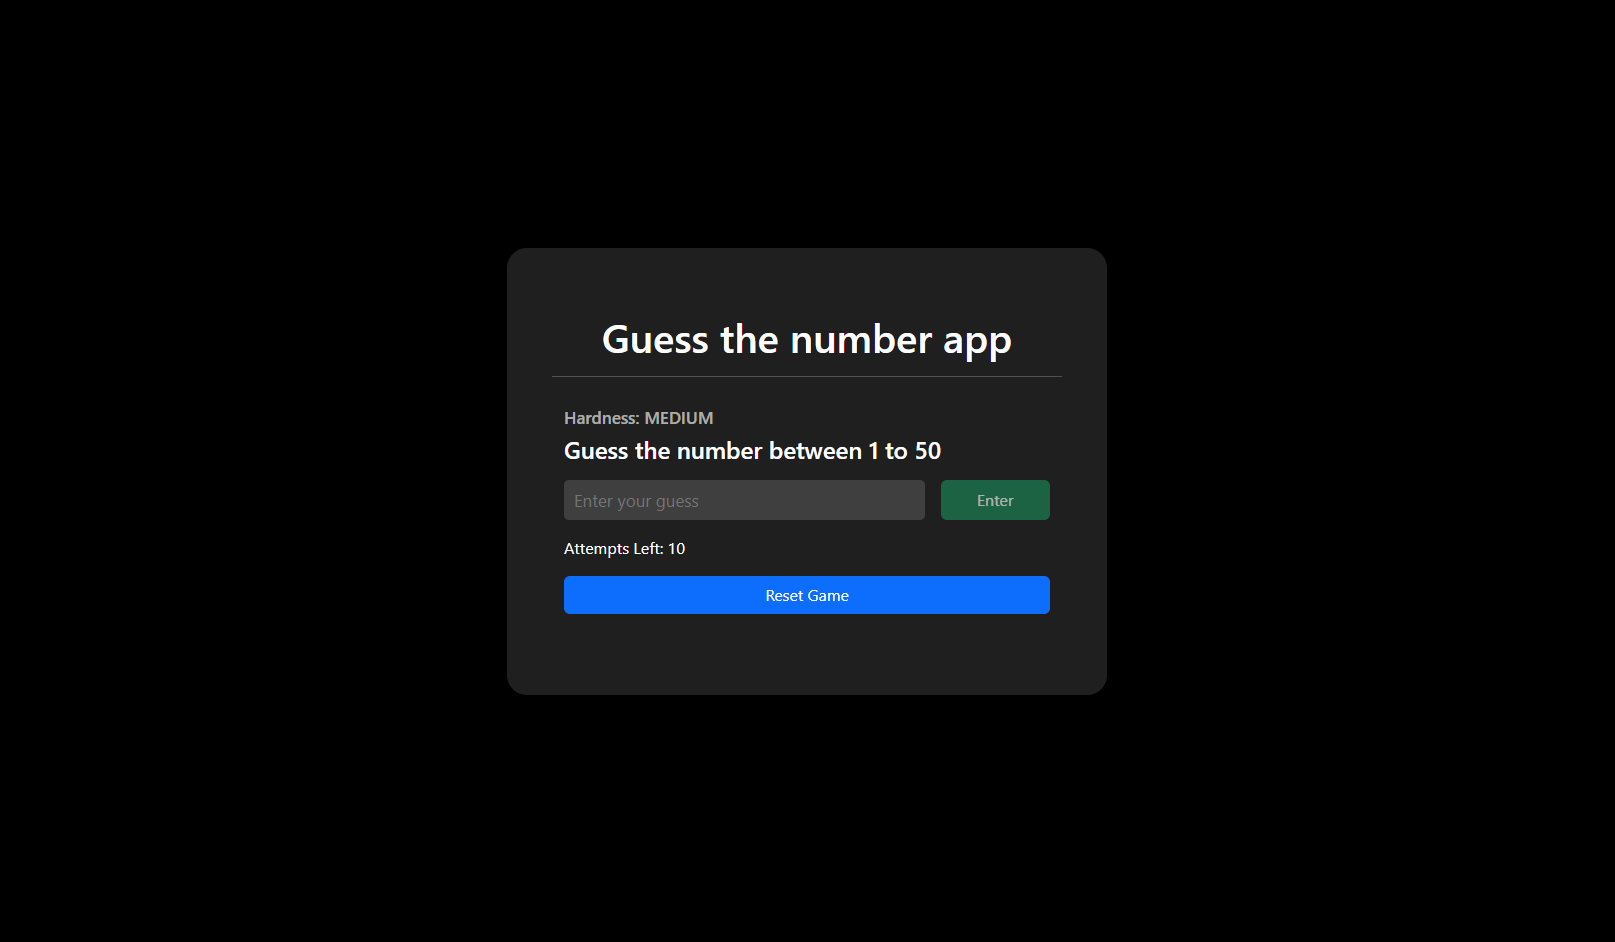 Guess the number app
Hardness: MEDIUM
Guess the number between 1 to 50
Enter your guess
Enter
Attempts Left: 10
Reset Game